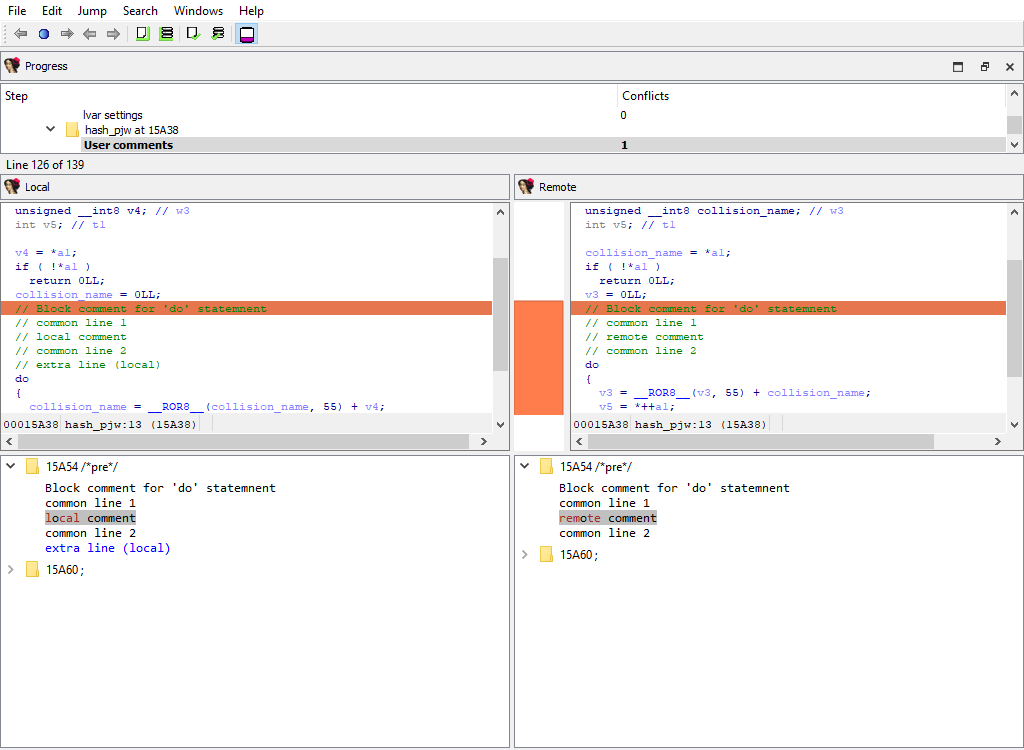 File Edit Jump Search Windows Help
Progress
Step Conflicts
lvar settings 0
hash_pjw at 15A38
User comments 1
Line 126 of 139
Local
unsigned __int8 v4; // w3
int v5; // t1
v4 = *a1;
if ( !*a1 )
return 0LL;
collision_name = 0LL;
// Block comment for 'do' statemnent
// common line 1
// local comment
// common line 2
// extra line (local)
do
{
collision_name = __ROR8__(collision_name, 55) + v4;
00015A38 hash_pjw:13 (15A38)
Remote
unsigned __int8 collision_name; // w3
int v5; // t1
collision_name = *a1;
if ( !*a1 )
return 0LL;
v3 = 0LL;
// Block comment for 'do' statemnent
// common line 1
// remote comment
// common line 2
do
{
v3 = __ROR8__(v3, 55) + collision_name;
v5 = *++a1;
00015A38 hash_pjw:13 (15A38)
15A54 /*pre*/
Block comment for 'do' statemnent
common line 1
local comment
common line 2
extra line (local)
15A60 ;
15A54 /*pre*/
Block comment for 'do' statemnent
common line 1
remote comment
common line 2
15A60 ;